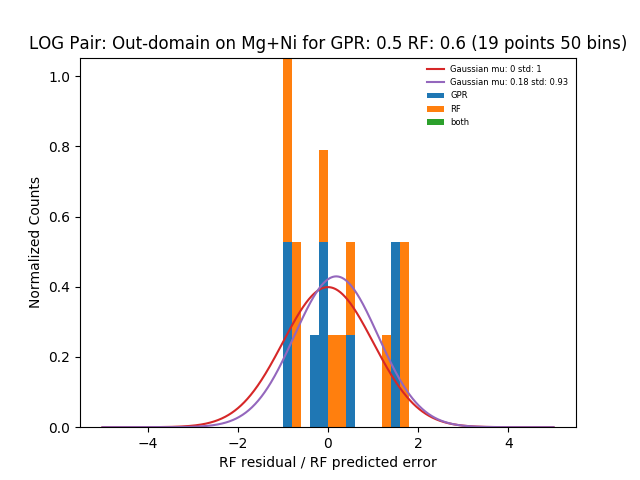 LOG Pair: Out-domain on Mg+Ni for GPR: 0.5 RF: 0.6 (19 points 50 bins)
Gaussian mu: 0 std: 1
Gaussian mu: 0.18 std: 0.93
GPR
RF
both
1.0
0.8
0.6
0.4
0.2
0.0
Normalized Counts
−4
−2
0
2
4
RF residual / RF predicted error